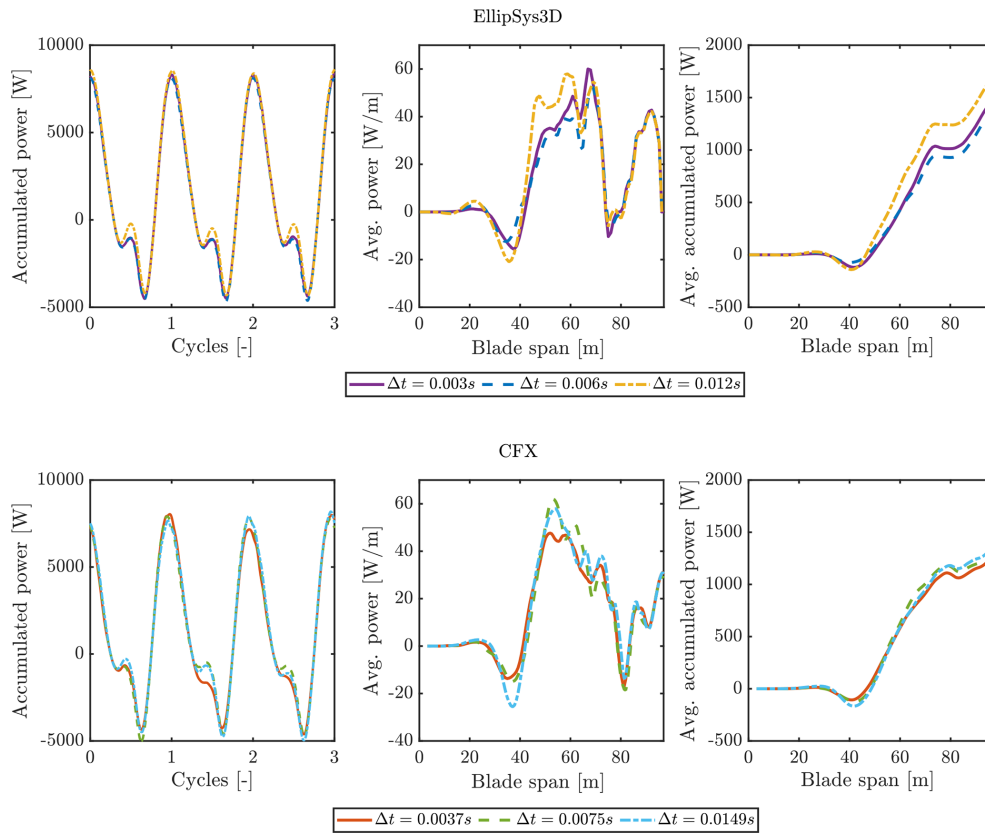 EllipSys3D
Accumulated power [W]
10000
5000
0
-5000
0 1 2 3
Cycles [-]
Avg. power [W/m]
60
40
20
0
-20
-40
0 20 40 60 80
Blade span [m]
Avg. accumulated power [W]
2000
1500
1000
500
0
-500
0 20 40 60 80
Blade span [m]
Δt = 0.003s Δt = 0.006s Δt = 0.012s
CFX
Accumulated power [W]
10000
5000
0
-5000
0 1 2 3
Cycles [-]
Avg. power [W/m]
60
40
20
0
-20
-40
0 20 40 60 80
Blade span [m]
Avg. accumulated power [W]
2000
1500
1000
500
0
-500
0 20 40 60 80
Blade span [m]
Δt = 0.0037s Δt = 0.0075s Δt = 0.0149s